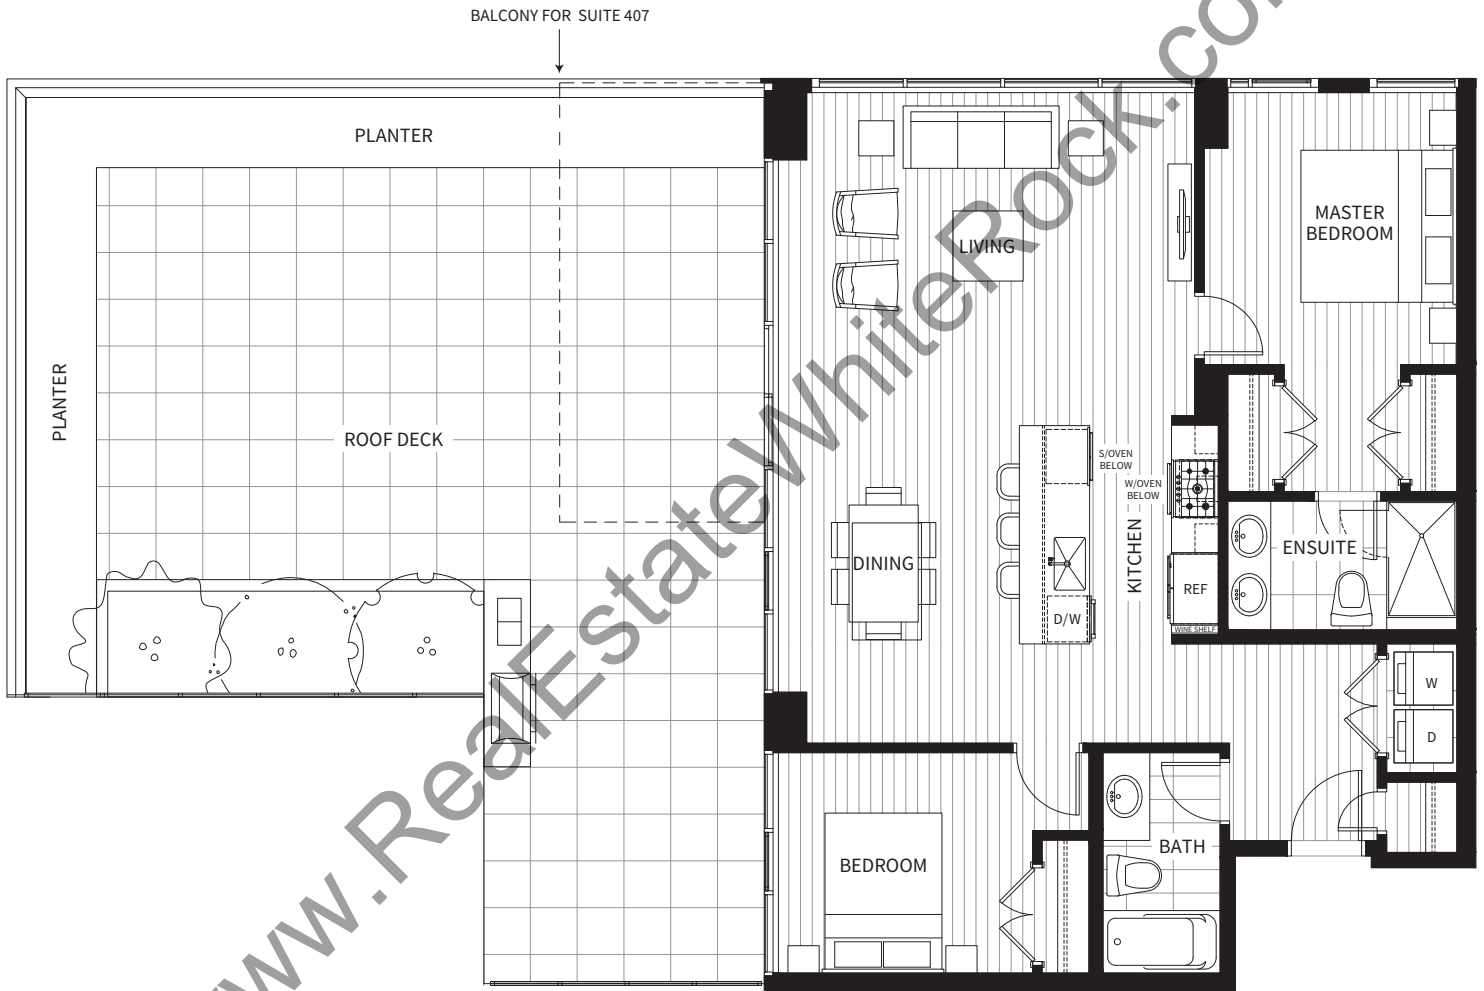 BALCONY FOR SUITE 407
PLANTER
PLANTER
ROOF DECK
LIVING
MASTER
BEDROOM
S/OVEN
BELOW
W/OVEN
BELOW
KITCHEN
DINING
D/W
REF
WINE SHELF
ENSUITE
W
D
BEDROOM
BATH
www.RealEstateWhiteRock.com